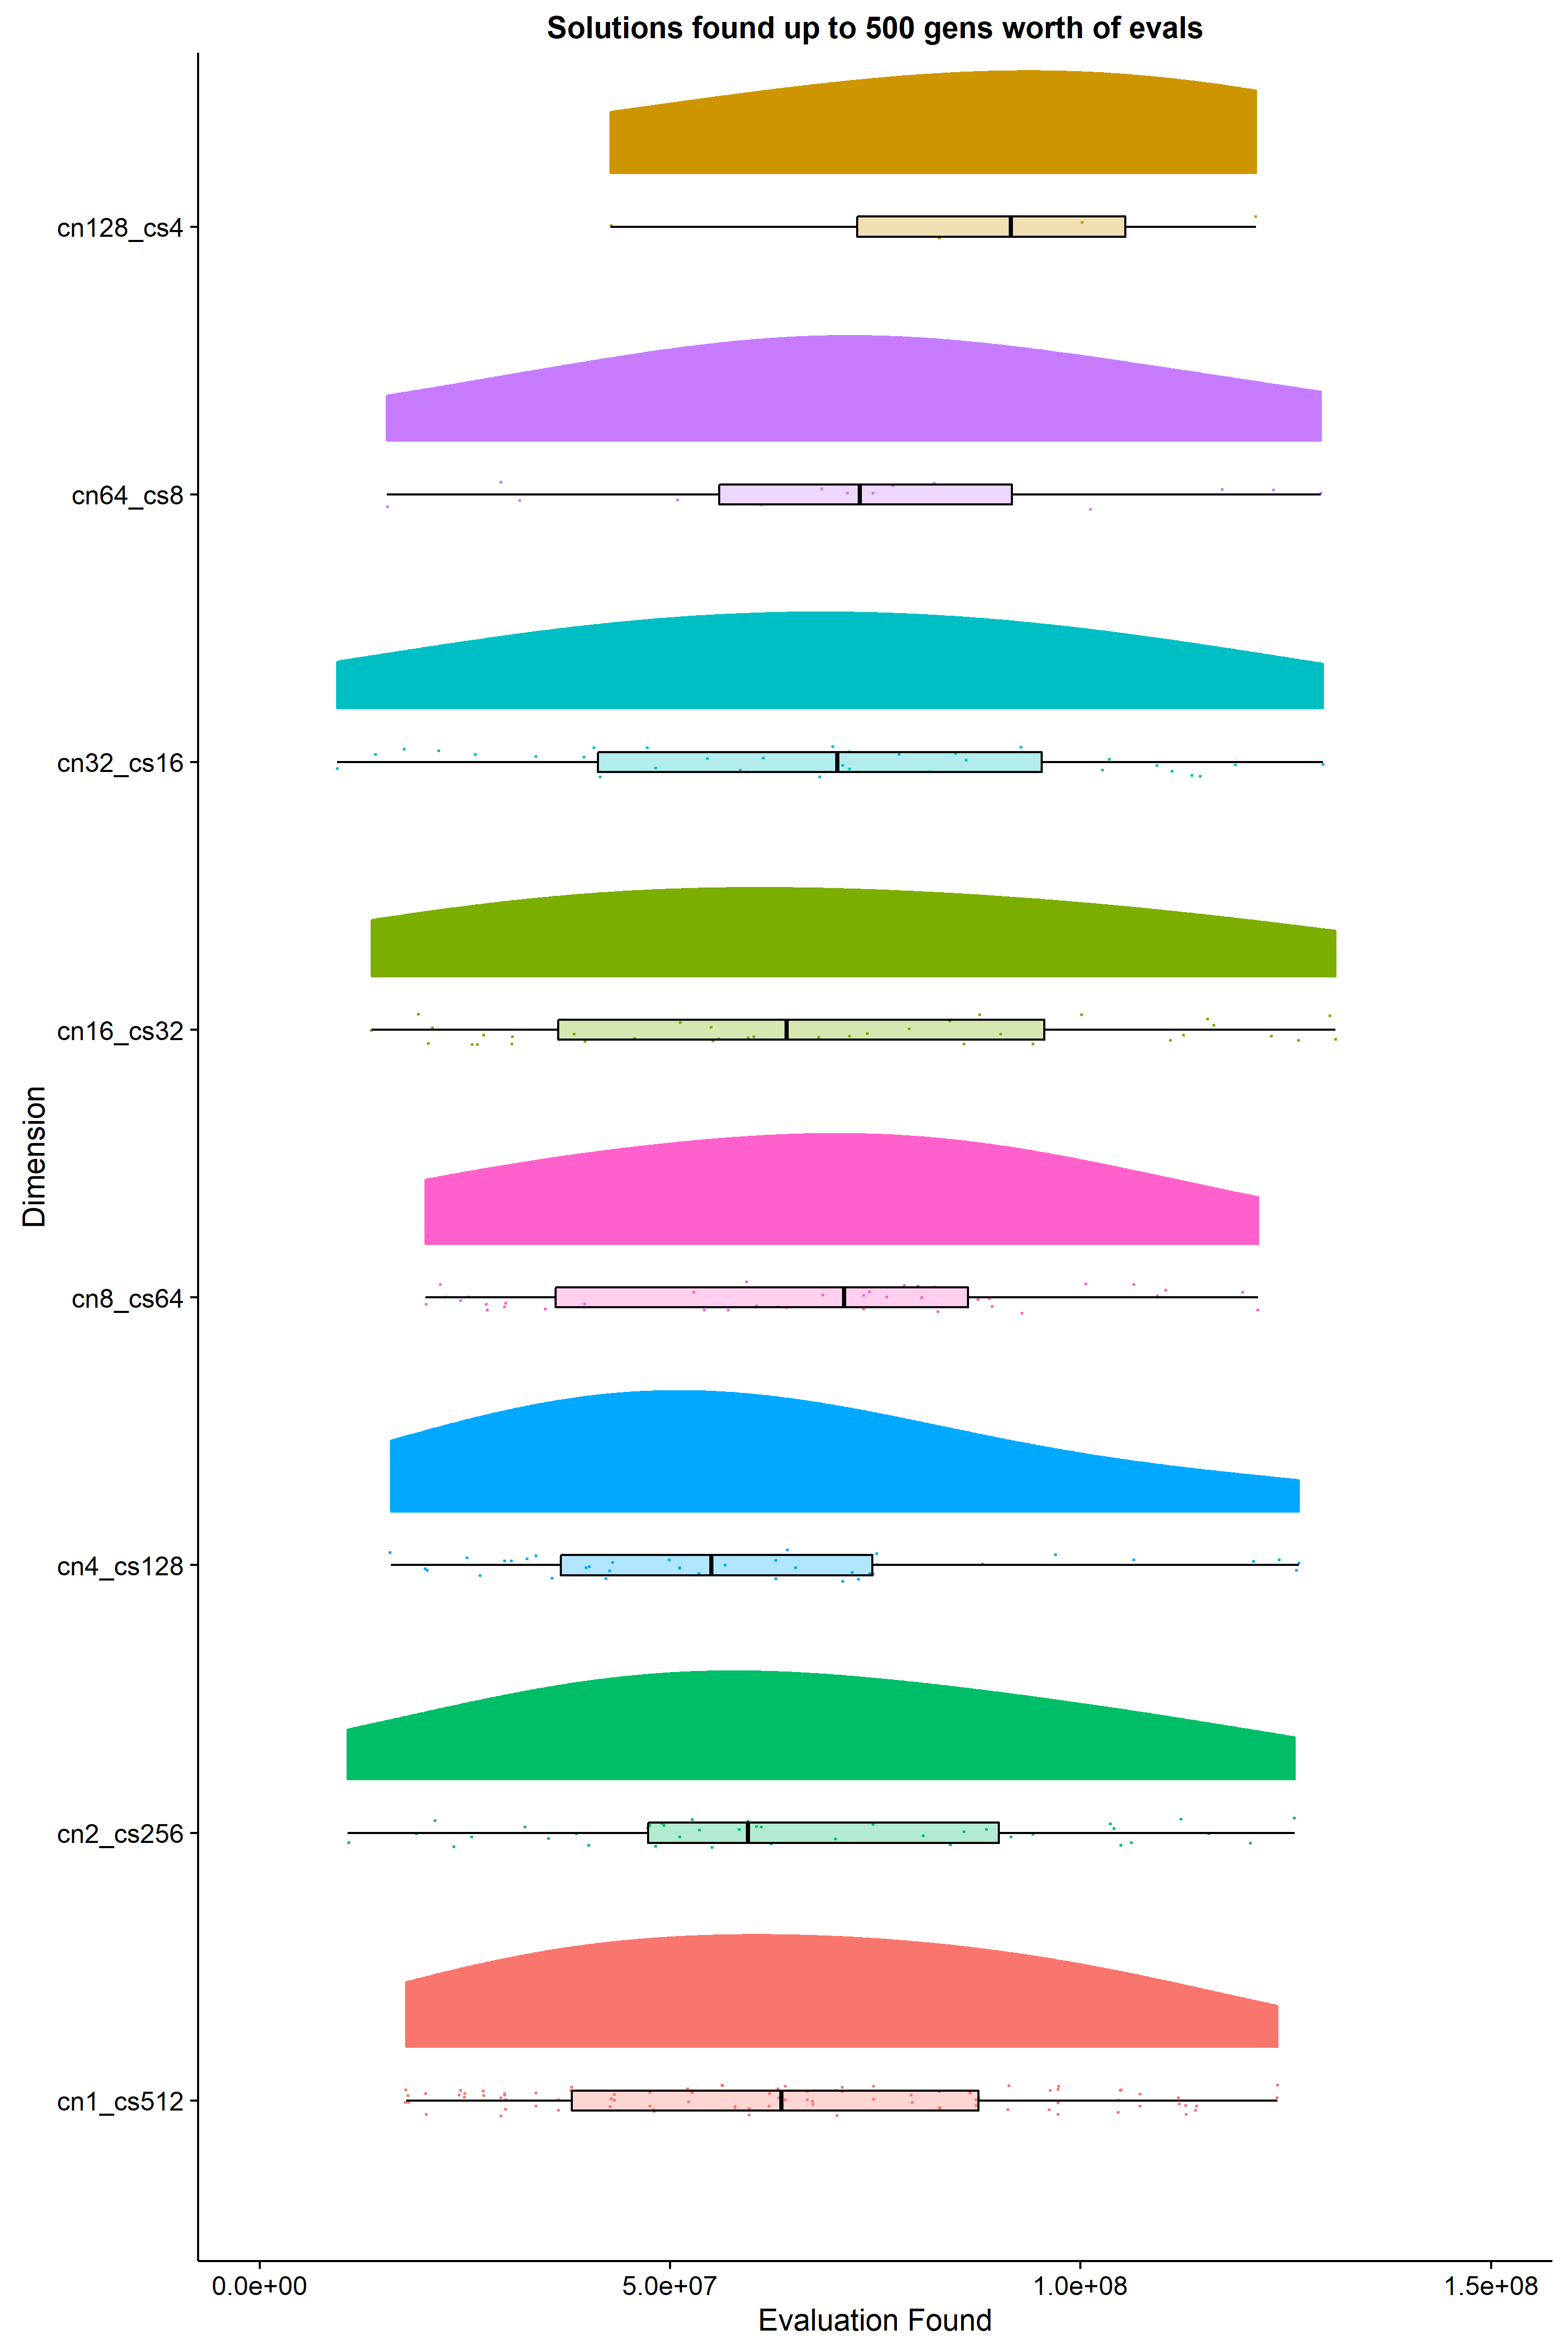 Solutions found up to 500 gens worth of evals
cn128_cs4
cn64_cs8
cn32_cs16
cn16_cs32
Dimension
cn8_cs64
cn4_cs128
cn2_cs256
cn1_cs512
0.0e+00 5.0e+07 1.0e+08 1.5e+08
Evaluation Found